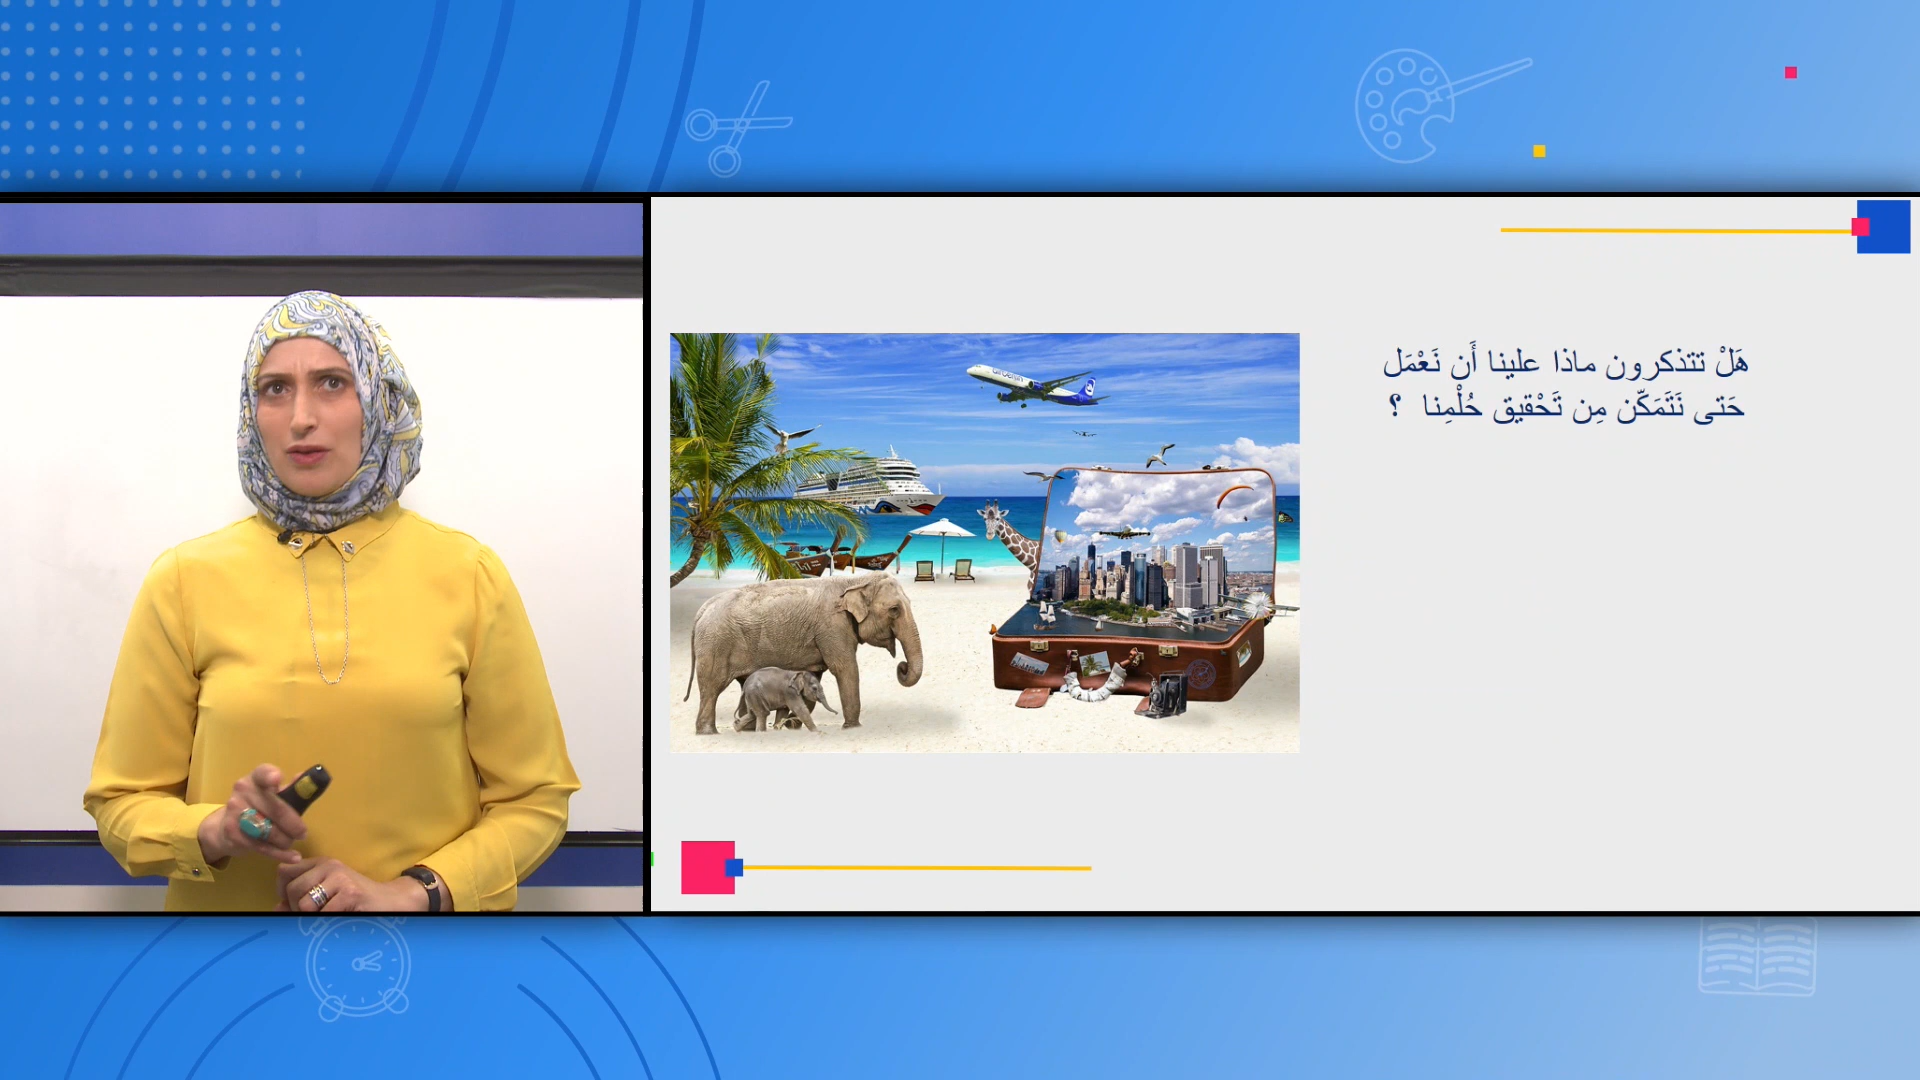 هَلْ تتذكرون ماذا علينا أَن نَعْمَل
حَتى نَتَمَكّن مِن تَحْقيق حُلْمِنا ؟